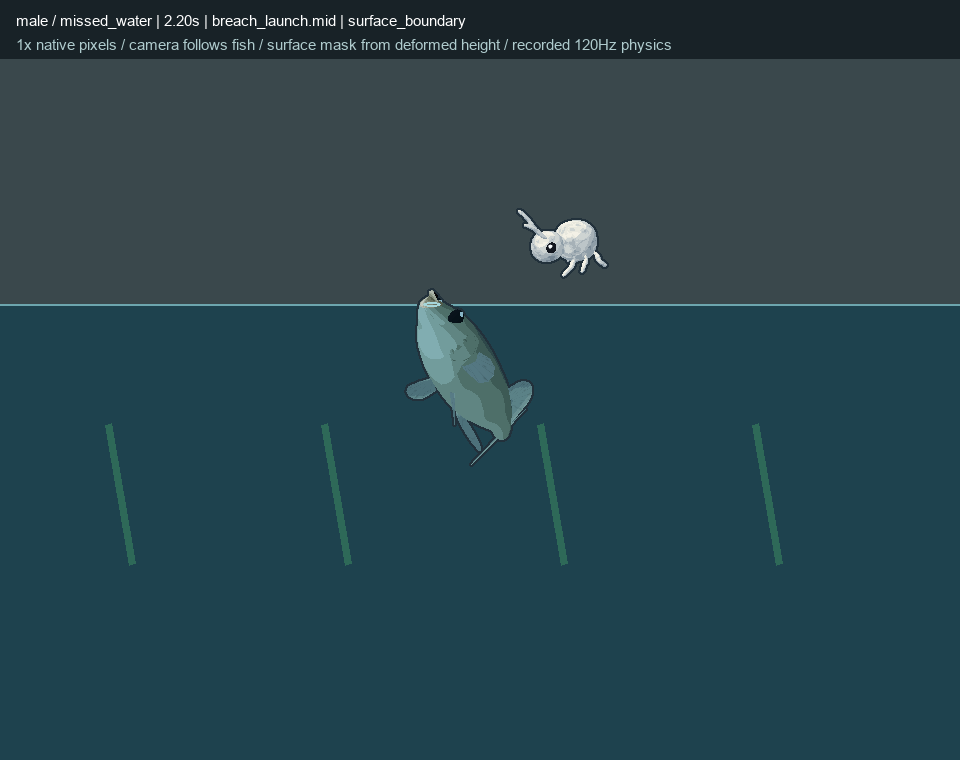 male / missed_water | 2.20s | breach_launch.mid | surface_boundary
1x native pixels / camera follows fish / surface mask from deformed height / recorded 120Hz physics